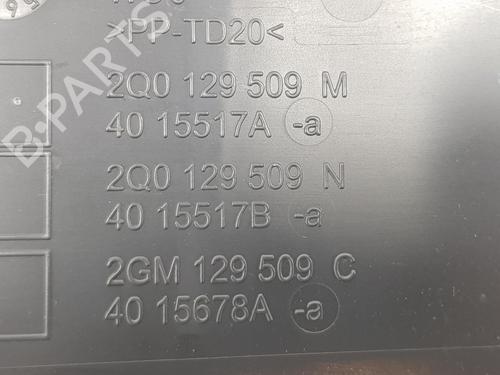 >PP-TD20<
2Q0 129 509 M
40 15517A -a
2Q0 129 509 N
40 15517B -a
2GM 129 509 C
40 15678A -a
B-PARTS